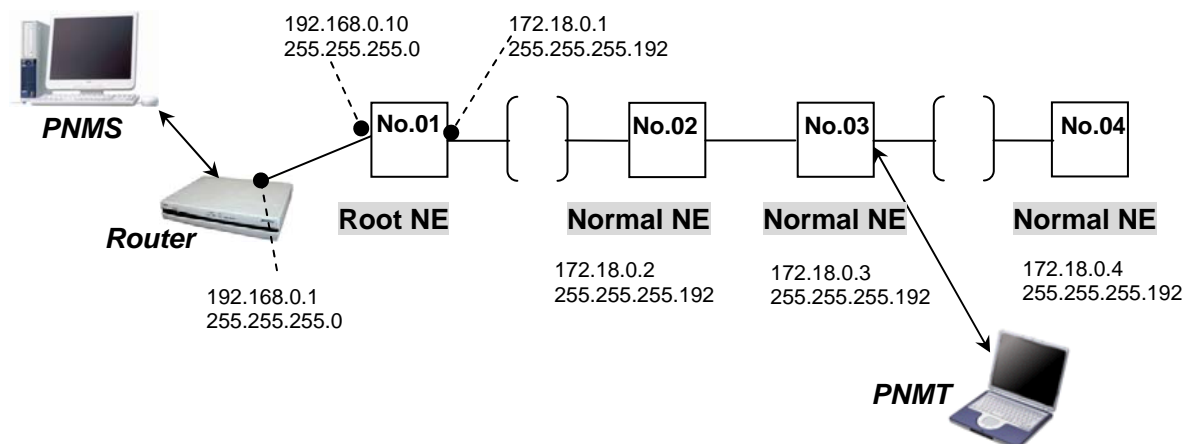 192.168.0.10
255.255.255.0
172.18.0.1
255.255.255.192
PNMS
No.01
No.02
No.03
No.04
Router
Root NE
Normal NE
Normal NE
Normal NE
192.168.0.1
255.255.255.0
172.18.0.2
255.255.255.192
172.18.0.3
255.255.255.192
172.18.0.4
255.255.255.192
PNMT